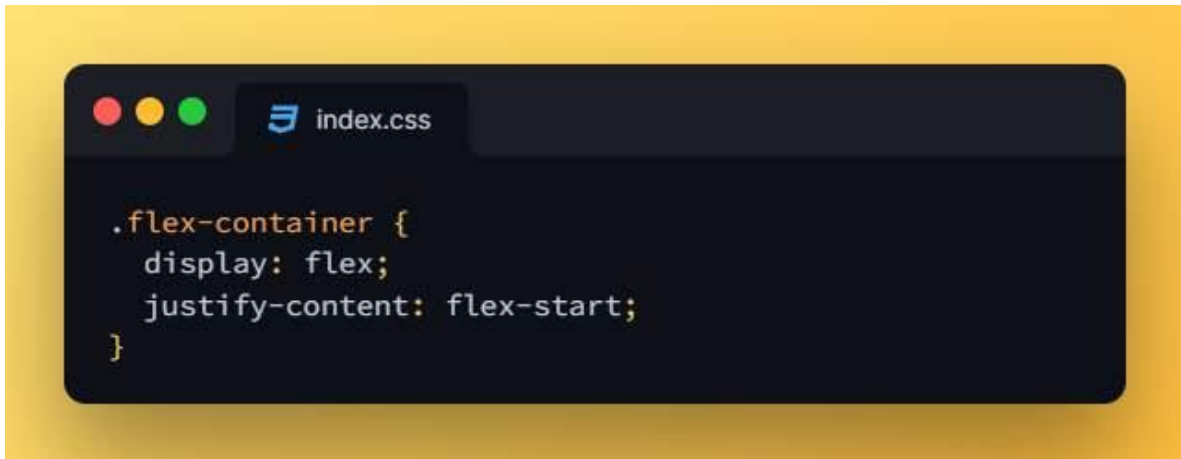 index.css
.flex-container {
  display: flex;
  justify-content: flex-start;
}